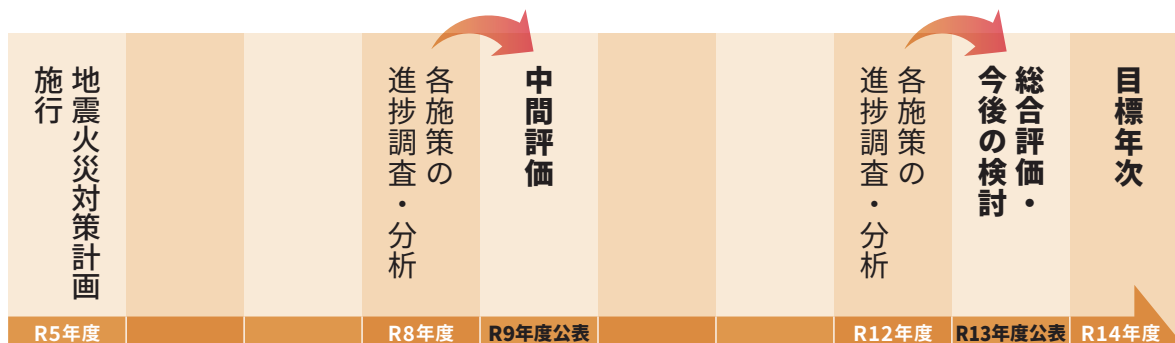 地震火災対策計画
施行
各施策の
進捗調査・分析
中間評価
各施策の
進捗調査・分析
総合評価・
今後の検討
目標年次
R5年度
R8年度
R9年度公表
R12年度
R13年度公表
R14年度